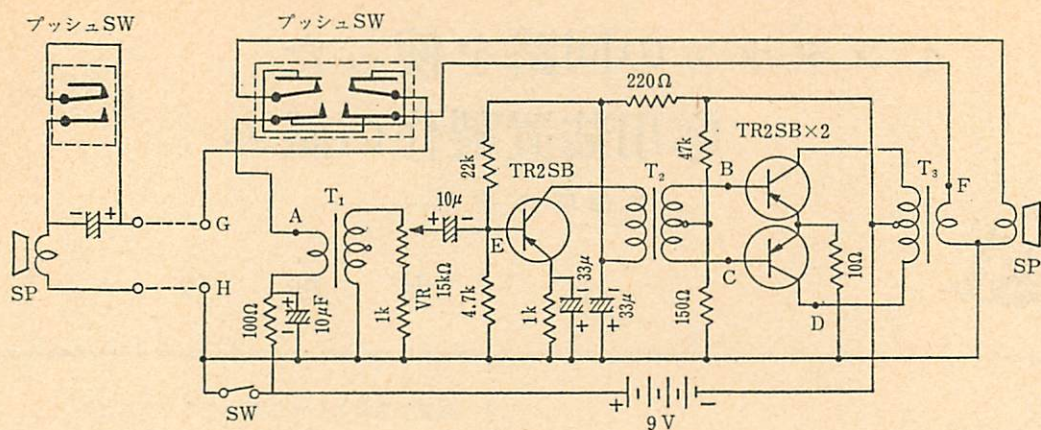 プッシュSW
プッシュSW
SP
G
H
A
T₁
100Ω
10μF
SW
1k
VR
15kΩ
10μ
22k
E
4.7k
TR2SB
1k
33μ
33μ
220Ω
T₂
47k
150Ω
B
C
TR2SB×2
D
10Ω
T₃
F
SP
9V